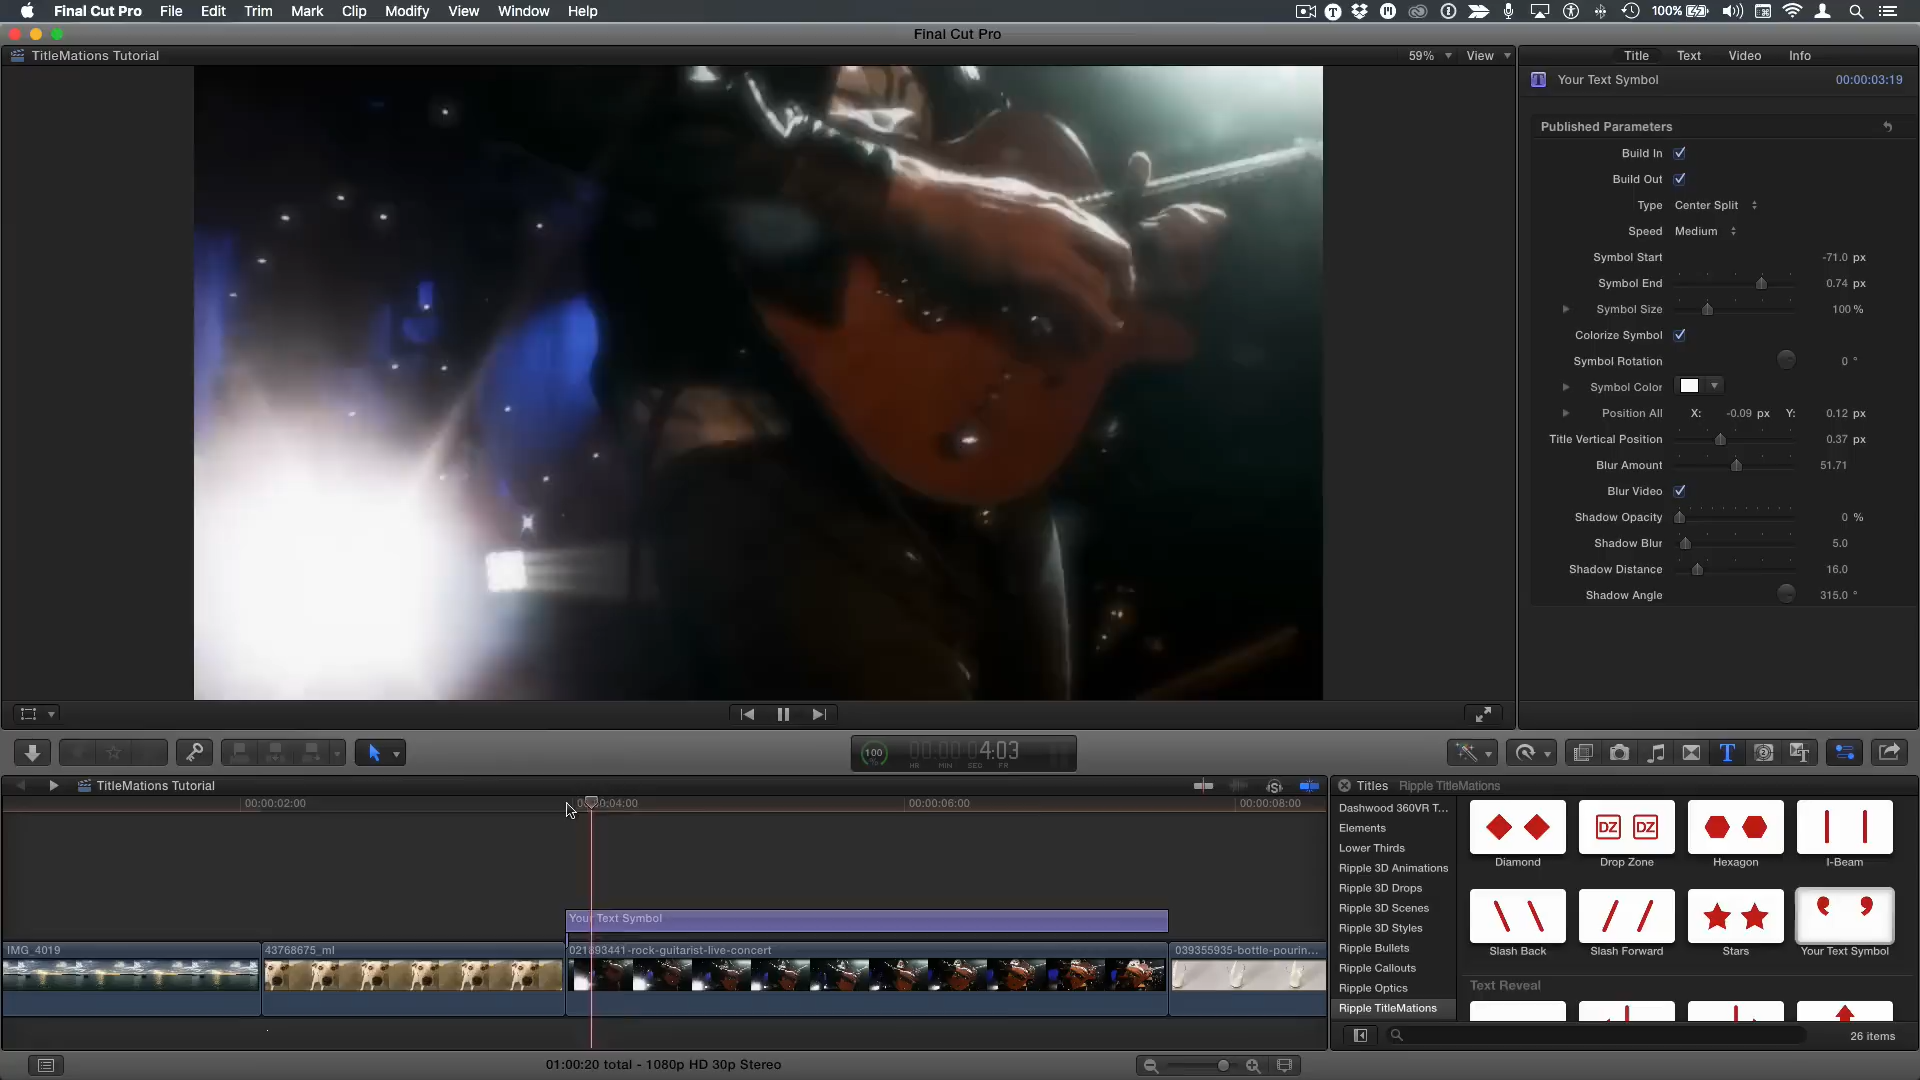 Final Cut Pro File Edit Trim Mark Clip Modify View Window Help 100%
Final Cut Pro
TitleMations Tutorial 59% View Title Text Video Info
Your Text Symbol 00:00:03:19
Published Parameters
Build In
Build Out
Type Center Split
Speed Medium
Symbol Start -71.0 px
Symbol End 0.74 px
Symbol Size 100 %
Colorize Symbol
Symbol Rotation 0 °
Symbol Color
Position All X: -0.09 px Y: 0.12 px
Title Vertical Position 0.37 px
Blur Amount 51.71
Blur Video
Shadow Opacity 0 %
Shadow Blur 5.0
Shadow Distance 16.0
Shadow Angle 315.0 °
100 % 00:00:04:03
HR MIN SEC FR
TitleMations Tutorial
00:00:02:00 00:00:04:00 00:00:06:00 00:00:08:00
Your Text Symbol
IMG_4019 43768675_ml 021893441-rock-guitarist-live-concert 039355935-bottle-pourin...
01:00:20 total - 1080p HD 30p Stereo
Titles Ripple TitleMations
Dashwood 360VR T...
Elements
Lower Thirds
Ripple 3D Animations
Ripple 3D Drops
Ripple 3D Scenes
Ripple 3D Styles
Ripple Bullets
Ripple Callouts
Ripple Optics
Ripple TitleMations
DZ DZ
Diamond Drop Zone Hexagon I-Beam
Slash Back Slash Forward Stars Your Text Symbol
Text Reveal
26 items